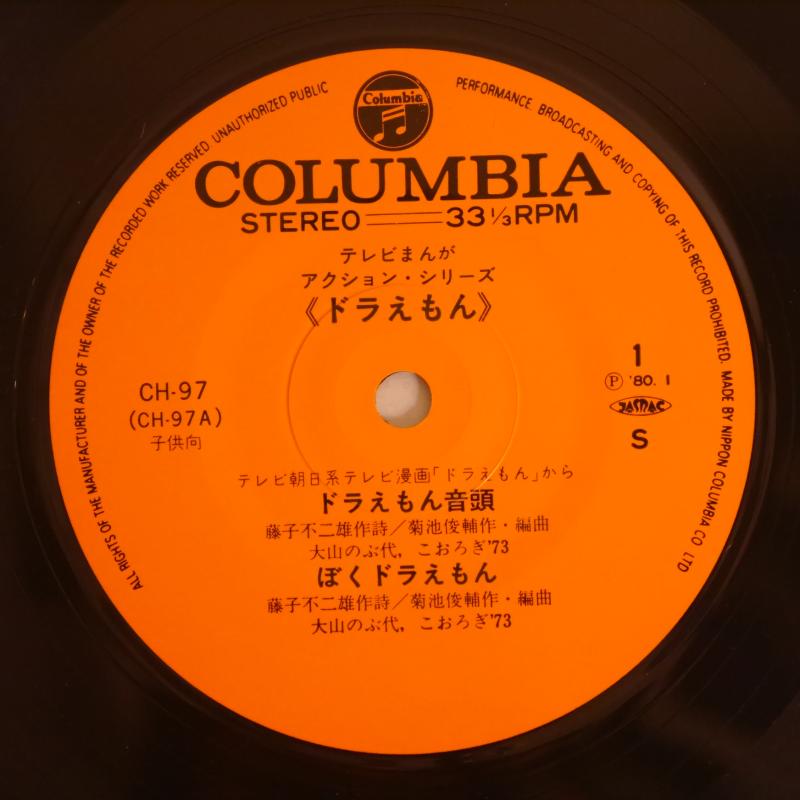 ALL RIGHTS OF THE MANUFACTURER AND OF THE OWNER OF THE RECORDED WORK RESERVED. UNAUTHORIZED PUBLIC PERFORMANCE. BROADCASTING AND COPYING OF THIS RECORD PROHIBITED. MADE BY NIPPON COLUMBIA CO. LTD
Columbia
COLUMBIA
STEREO 33 1/3 RPM
テレビまんが
アクション・シリーズ
《ドラえもん》
CH-97
(CH-97A)
子供向
1
Ⓟ '80. 1
JASRAC
S
テレビ朝日系テレビ漫画「ドラえもん」から
ドラえもん音頭
藤子不二雄作詩/菊池俊輔作・編曲
大山のぶ代, こおろぎ'73
ぼくドラえもん
藤子不二雄作詩/菊池俊輔作・編曲
大山のぶ代, こおろぎ'73